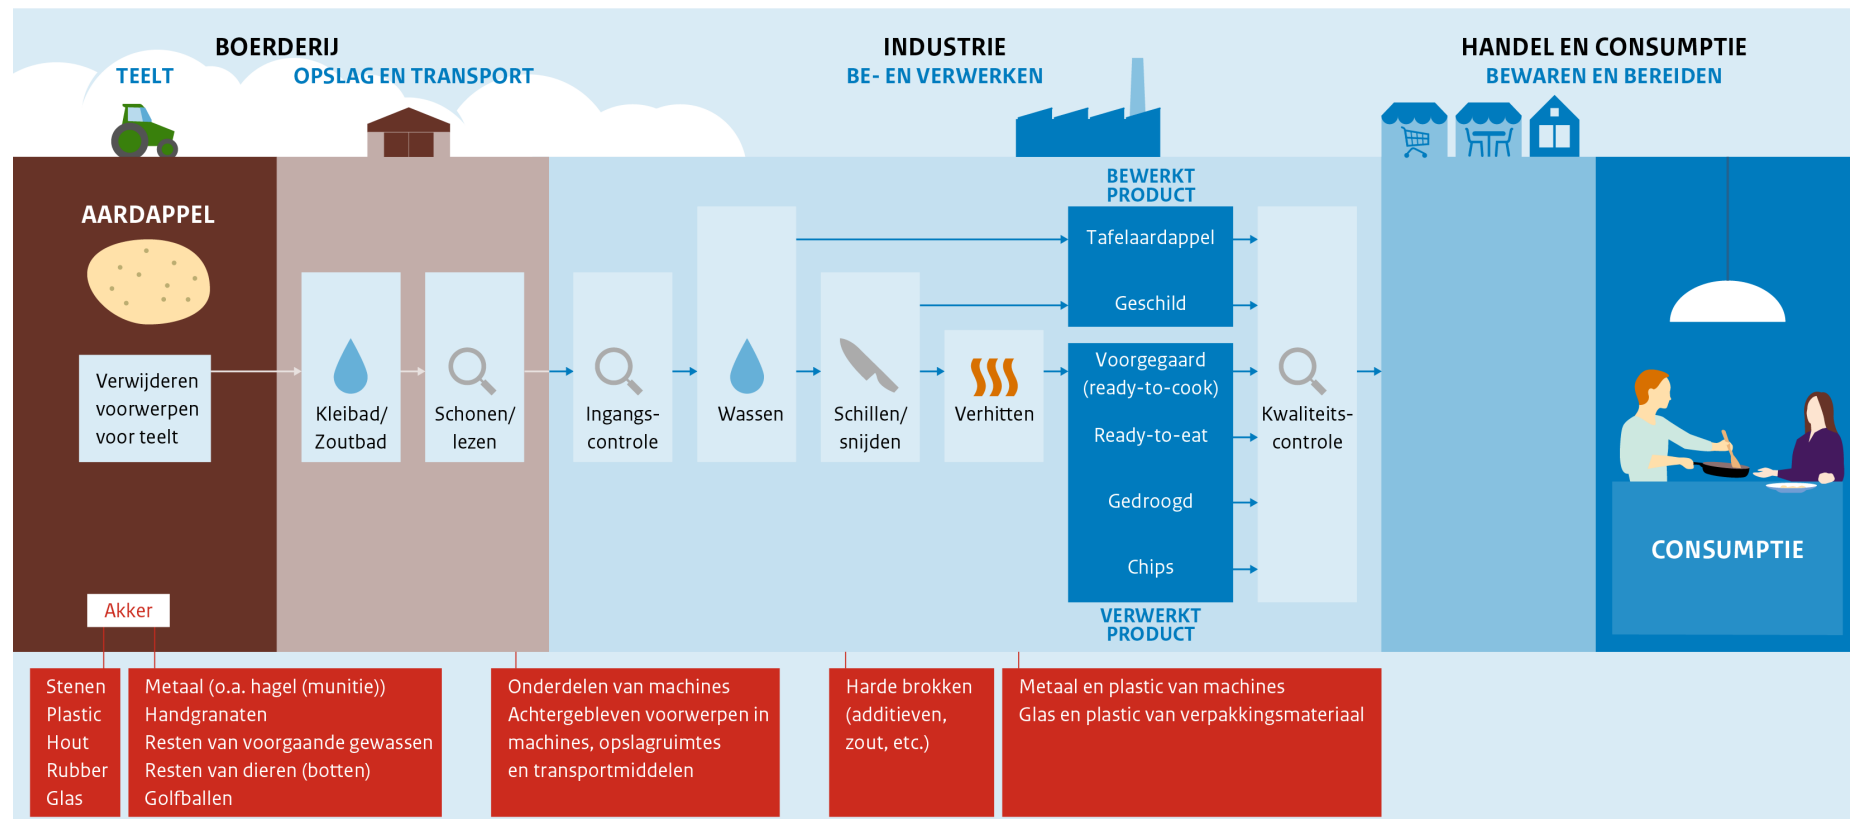 BOERDERIJ
TEELT
OPSLAG EN TRANSPORT
INDUSTRIE
BE- EN VERWERKEN
HANDEL EN CONSUMPTIE
BEWAREN EN BEREIDEN
AARDAPPEL
Verwijderen
voorwerpen
voor teelt
Kleibad/
Zoutbad
Schonen/
lezen
Ingangs-
controle
Wassen
Schillen/
snijden
Verhitten
BEWERKT
PRODUCT
Tafelaardappel
Geschild
Voorgegaard
(ready-to-cook)
Ready-to-eat
Gedroogd
Chips
VERWERKT
PRODUCT
Kwaliteits-
controle
CONSUMPTIE
Akker
Stenen
Plastic
Hout
Rubber
Glas
Metaal (o.a. hagel (munitie))
Handgranaten
Resten van voorgaande gewassen
Resten van dieren (botten)
Golfballen
Onderdelen van machines
Achtergebleven voorwerpen in
machines, opslagruimtes
en transportmiddelen
Harde brokken
(additieven,
zout, etc.)
Metaal en plastic van machines
Glas en plastic van verpakkingsmateriaal